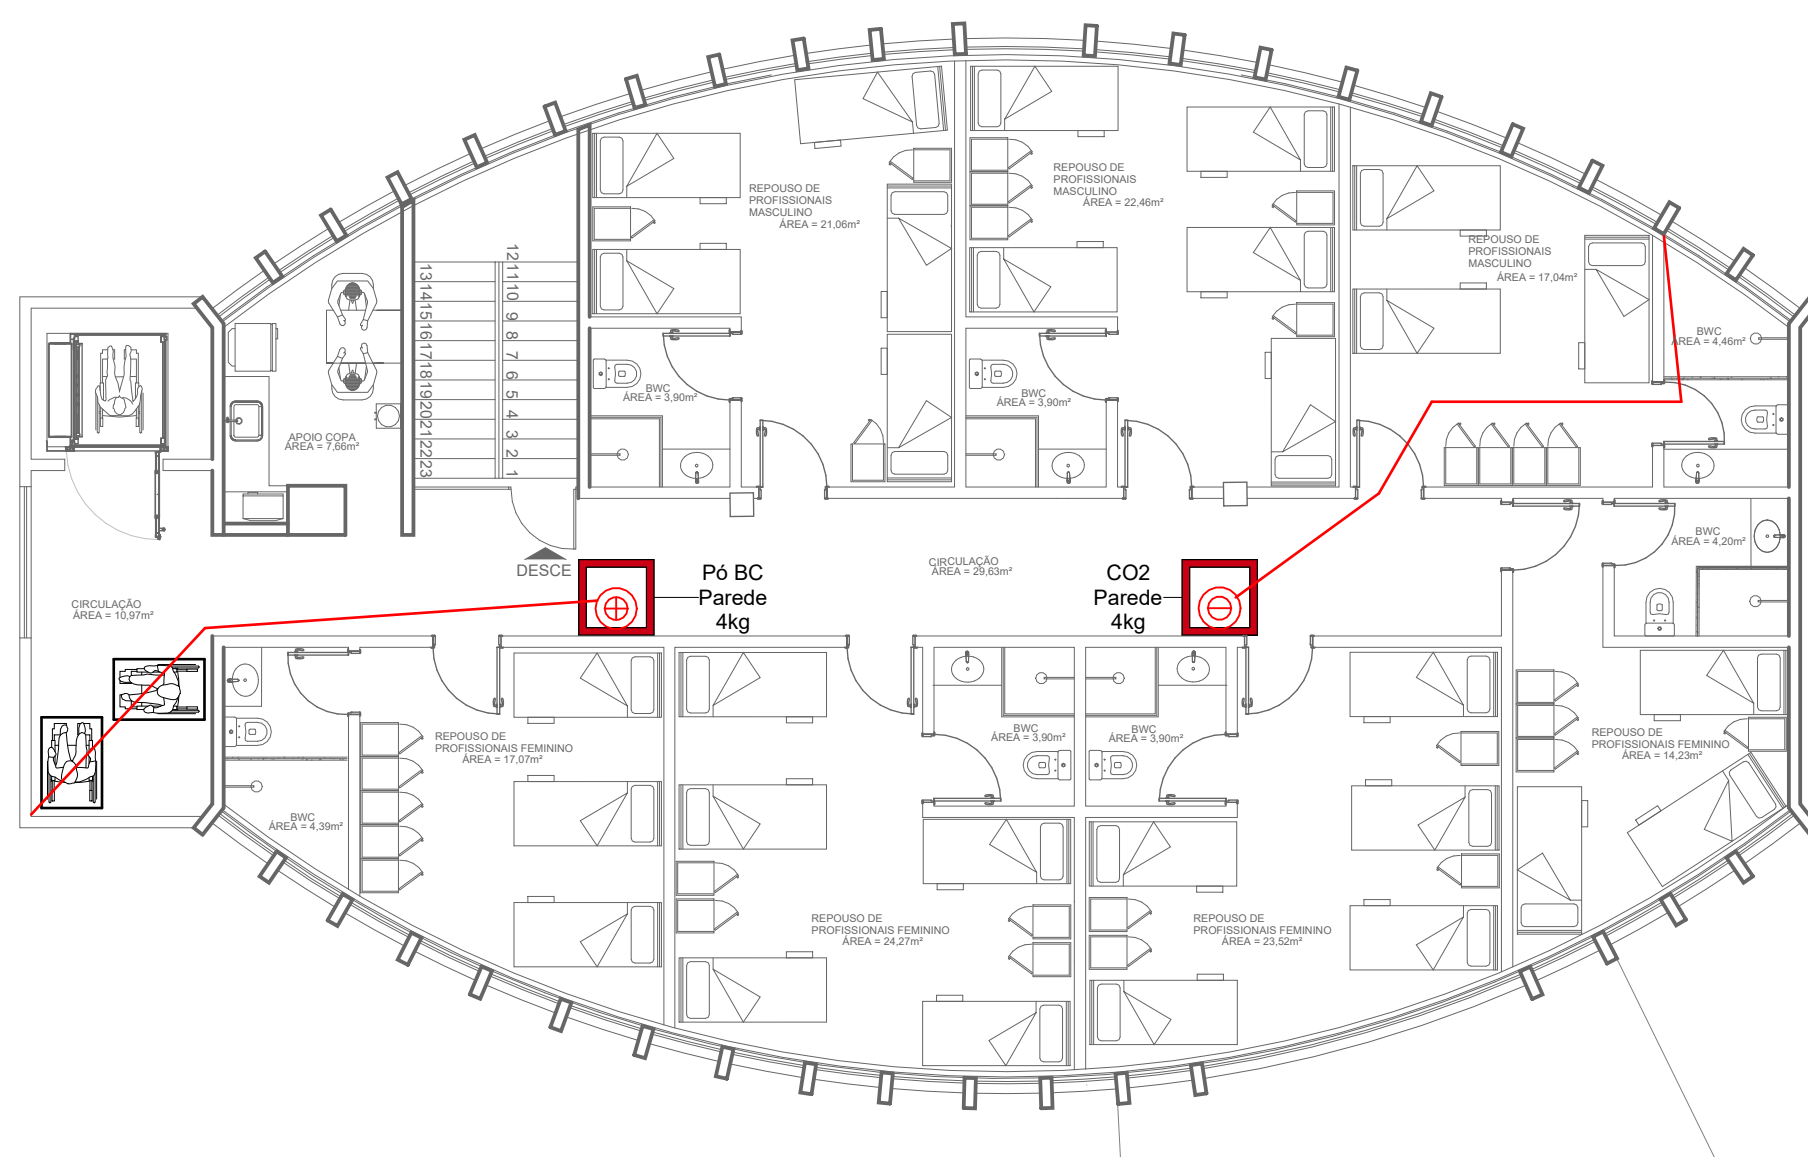 REPOUSO DE
PROFISSIONAIS
MASCULINO
ÁREA = 21,06m²
REPOUSO DE
PROFISSIONAIS
MASCULINO
ÁREA = 22,46m²
REPOUSO DE
PROFISSIONAIS
MASCULINO
ÁREA = 17,04m²
BWC
ÁREA = 4,46m²
12
11
10
9
8
7
6
5
4
3
2
1
13
14
15
16
17
18
19
20
21
22
23
APOIO COPA
ÁREA = 7,66m²
BWC
ÁREA = 3,90m²
BWC
ÁREA = 3,90m²
BWC
ÁREA = 4,20m²
DESCE
CIRCULAÇÃO
ÁREA = 10,97m²
Pó BC
Parede
4kg
CIRCULAÇÃO
ÁREA = 29,63m²
CO2
Parede
4kg
REPOUSO DE
PROFISSIONAIS FEMININO
ÁREA = 17,07m²
BWC
ÁREA = 4,39m²
BWC
ÁREA = 3,90m²
BWC
ÁREA = 3,90m²
REPOUSO DE
PROFISSIONAIS FEMININO
ÁREA = 14,23m²
REPOUSO DE
PROFISSIONAIS FEMININO
ÁREA = 24,27m²
REPOUSO DE
PROFISSIONAIS FEMININO
ÁREA = 23,52m²